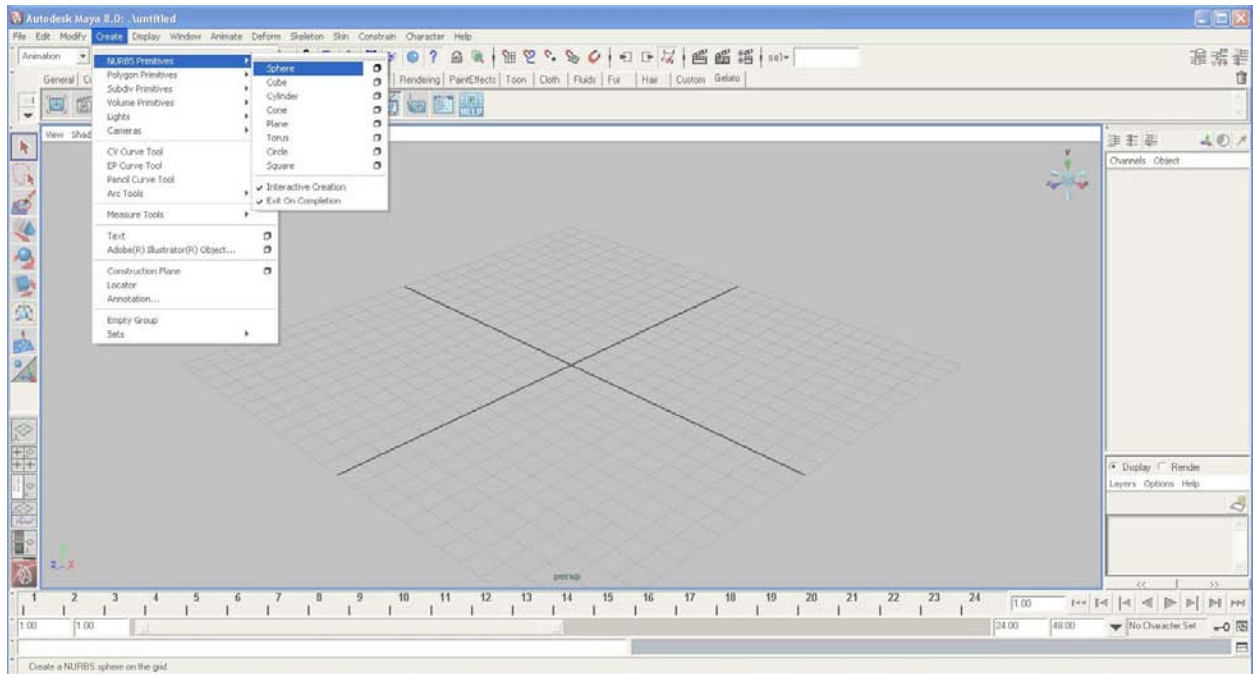 Autodesk Maya 8.0: .\untitled
File Edit Modify Create Display Window Animate Deform Skeleton Skin Constrain Character Help
Animation
sel▾
General
Rendering PaintEffects Toon Cloth Fluids Fur Hair Custom Gelato
HELP
NURBS Primitives
Polygon Primitives
Subdiv Primitives
Volume Primitives
Lights
Cameras
CV Curve Tool
EP Curve Tool
Pencil Curve Tool
Arc Tools
Measure Tools
Text
Adobe(R) Illustrator(R) Object...
Construction Plane
Locator
Annotation...
Empty Group
Sets
Sphere
Cube
Cylinder
Cone
Plane
Torus
Circle
Square
Interactive Creation
Exit On Completion
View Shad
y
Channels Object
Display Render
Layers Options Help
z x
persp
<< >>
1 2 3 4 5 6 7 8 9 10 11 12 13 14 15 16 17 18 19 20 21 22 23 24
1.00
1.00 1.00 24.00 48.00 No Character Set
Create a NURBS sphere on the grid